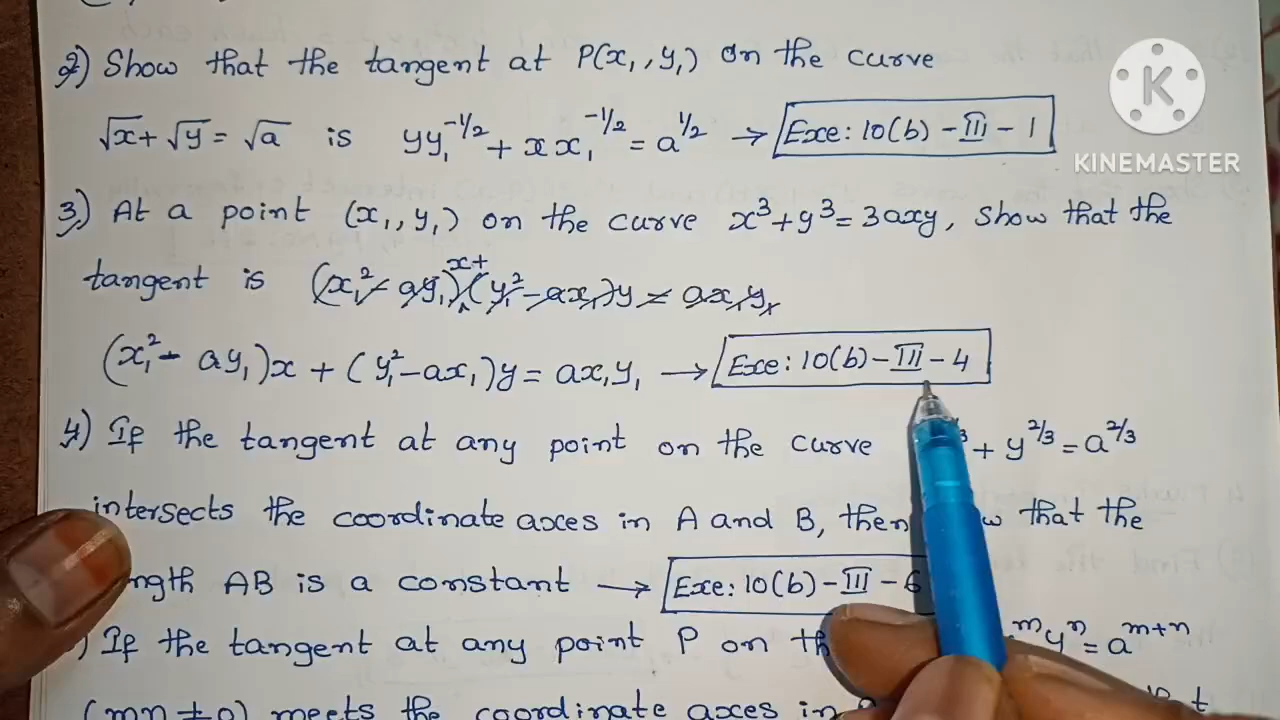 2) Show that the tangent at P(x₁, y₁) on the curve
√x + √y = √a is yy₁^-1/2 + xx₁^-1/2 = a^1/2 → Exe: 10(b) - III - 1
K
KINEMASTER
3) At a point (x₁, y₁) on the curve x³ + y³ = 3axy, show that the
tangent is (x₁² - ay₁) x + (y₁² - ax₁)y = ax₁y₁
(x₁² - ay₁)x + (y₁² - ax₁)y = ax₁y₁ → Exe: 10(b) - III - 4
4) If the tangent at any point on the curve + y^2/3 = a^2/3
intersects the coordinate axes in A and B, then that the
AB is a constant → Exe: 10(b) - III - 6
If the tangent at any point P on yⁿ = a^m+n
(mn ≠ 0) meets the coordinate axes in